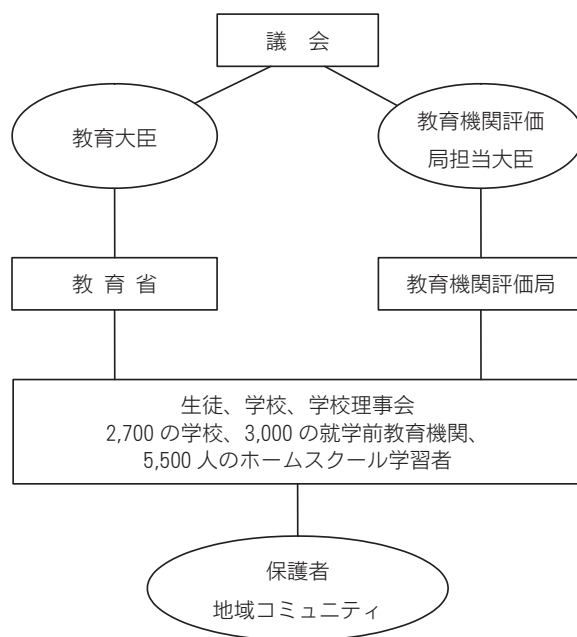 議　会
教育大臣
教育機関評価
局担当大臣
教 育 省
教育機関評価局
生徒、学校、学校理事会
2,700 の学校、3,000 の就学前教育機関、
5,500 人のホームスクール学習者
保護者
地域コミュニティ